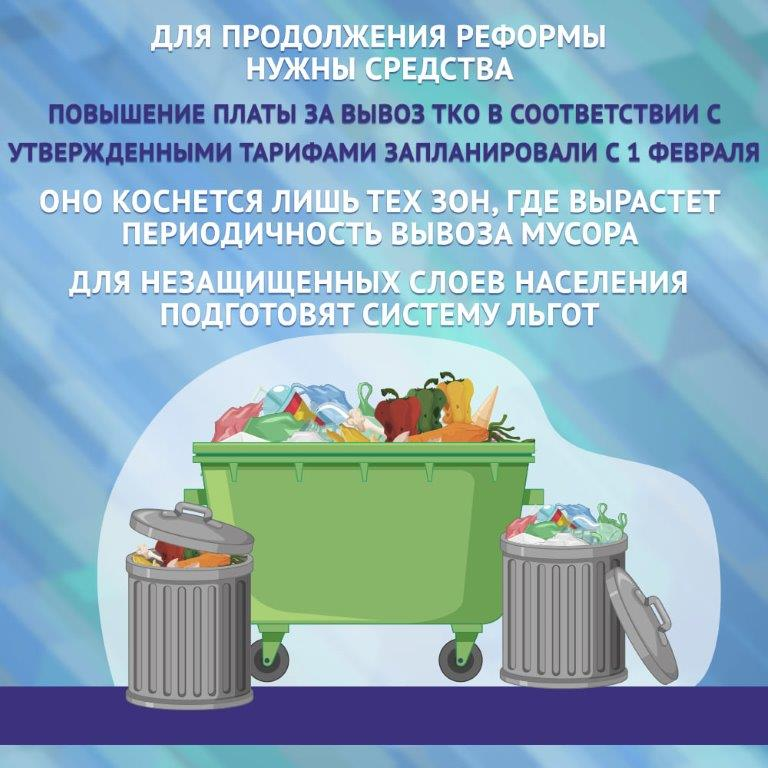 ДЛЯ ПРОДОЛЖЕНИЯ РЕФОРМЫ
НУЖНЫ СРЕДСТВА
ПОВЫШЕНИЕ ПЛАТЫ ЗА ВЫВОЗ ТКО В СООТВЕТСТВИИ С
УТВЕРЖДЕННЫМИ ТАРИФАМИ ЗАПЛАНИРОВАЛИ С 1 ФЕВРАЛЯ
ОНО КОСНЕТСЯ ЛИШЬ ТЕХ ЗОН, ГДЕ ВЫРАСТЕТ
ПЕРИОДИЧНОСТЬ ВЫВОЗА МУСОРА
ДЛЯ НЕЗАЩИЩЕННЫХ СЛОЕВ НАСЕЛЕНИЯ
ПОДГОТОВЯТ СИСТЕМУ ЛЬГОТ